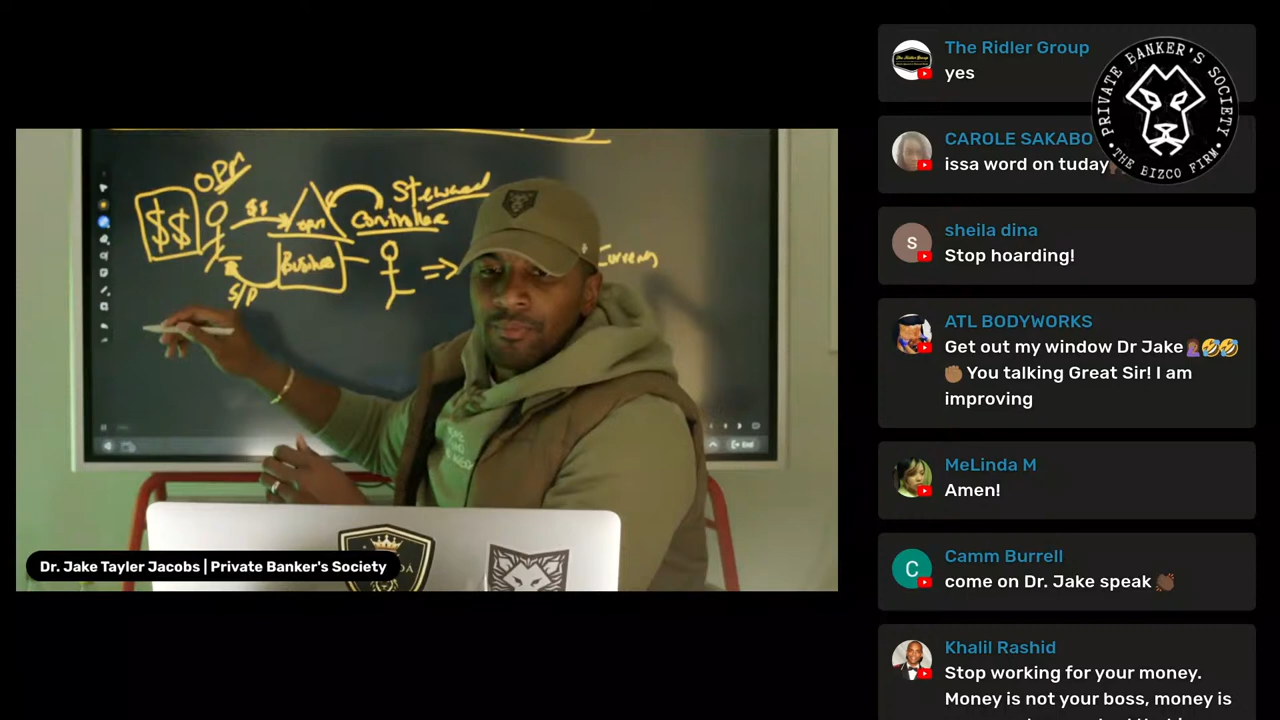 OPM
$$
$$
open
Steward
Controller
Business
S/P
Currency
Dr. Jake Tayler Jacobs | Private Banker's Society
The Ridler Group
yes
PRIVATE BANKER'S SOCIETY
• THE BIZCO FIRM •
CAROLE SAKABO
issa word on tuday
sheila dina
Stop hoarding!
ATL BODYWORKS
Get out my window Dr Jake🤦🏾‍♀️🤣🤣
✊🏽 You talking Great Sir! I am
improving
MeLinda M
Amen!
Camm Burrell
come on Dr. Jake speak 👏🏿
Khalil Rashid
Stop working for your money.
Money is not your boss, money is